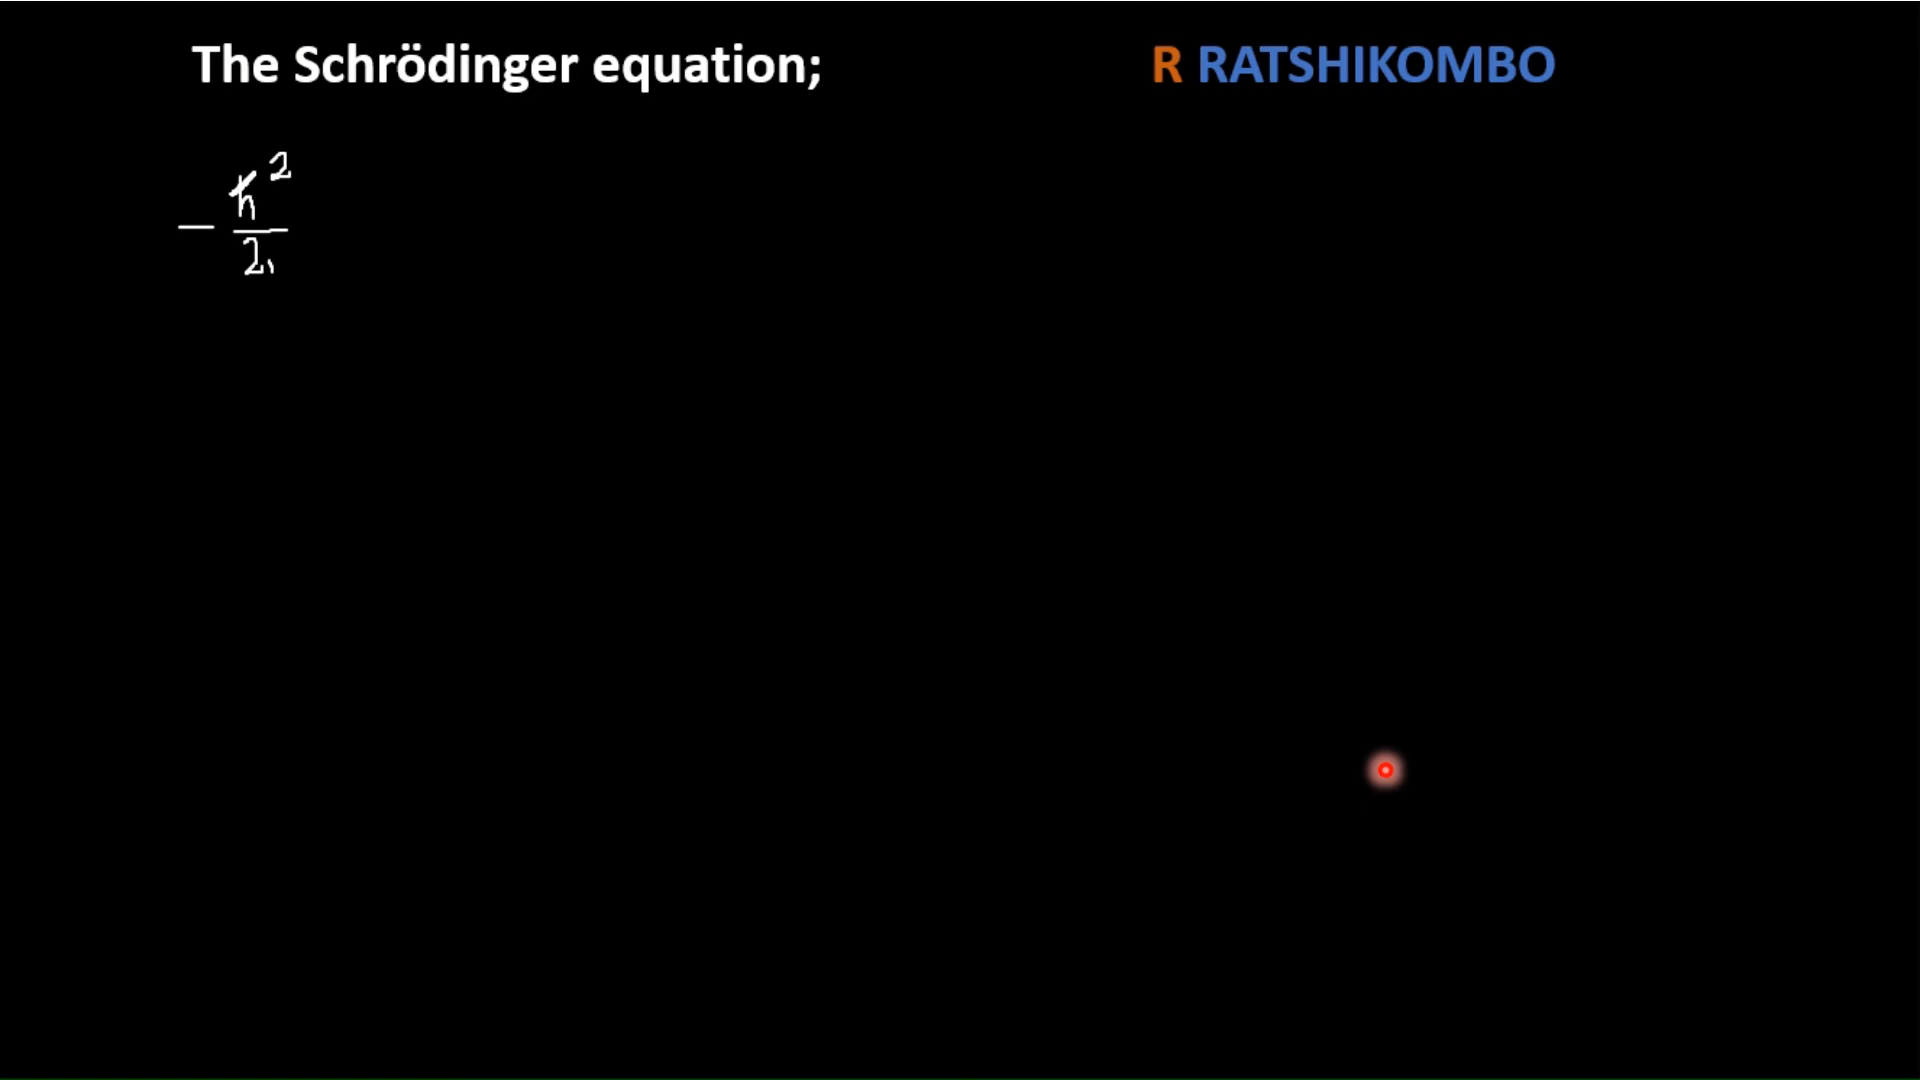 The Schrödinger equation; R RATSHIKOMBO
-ħ²/2